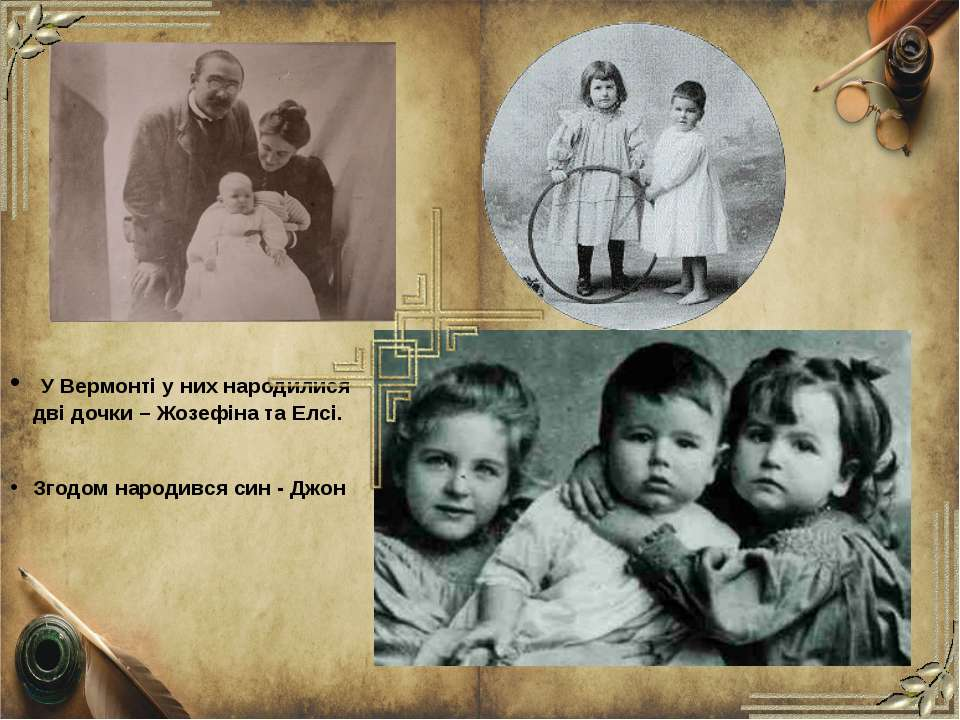 • У Вермонті у них народилися
дві дочки – Жозефіна та Елсі.
• Згодом народився син - Джон